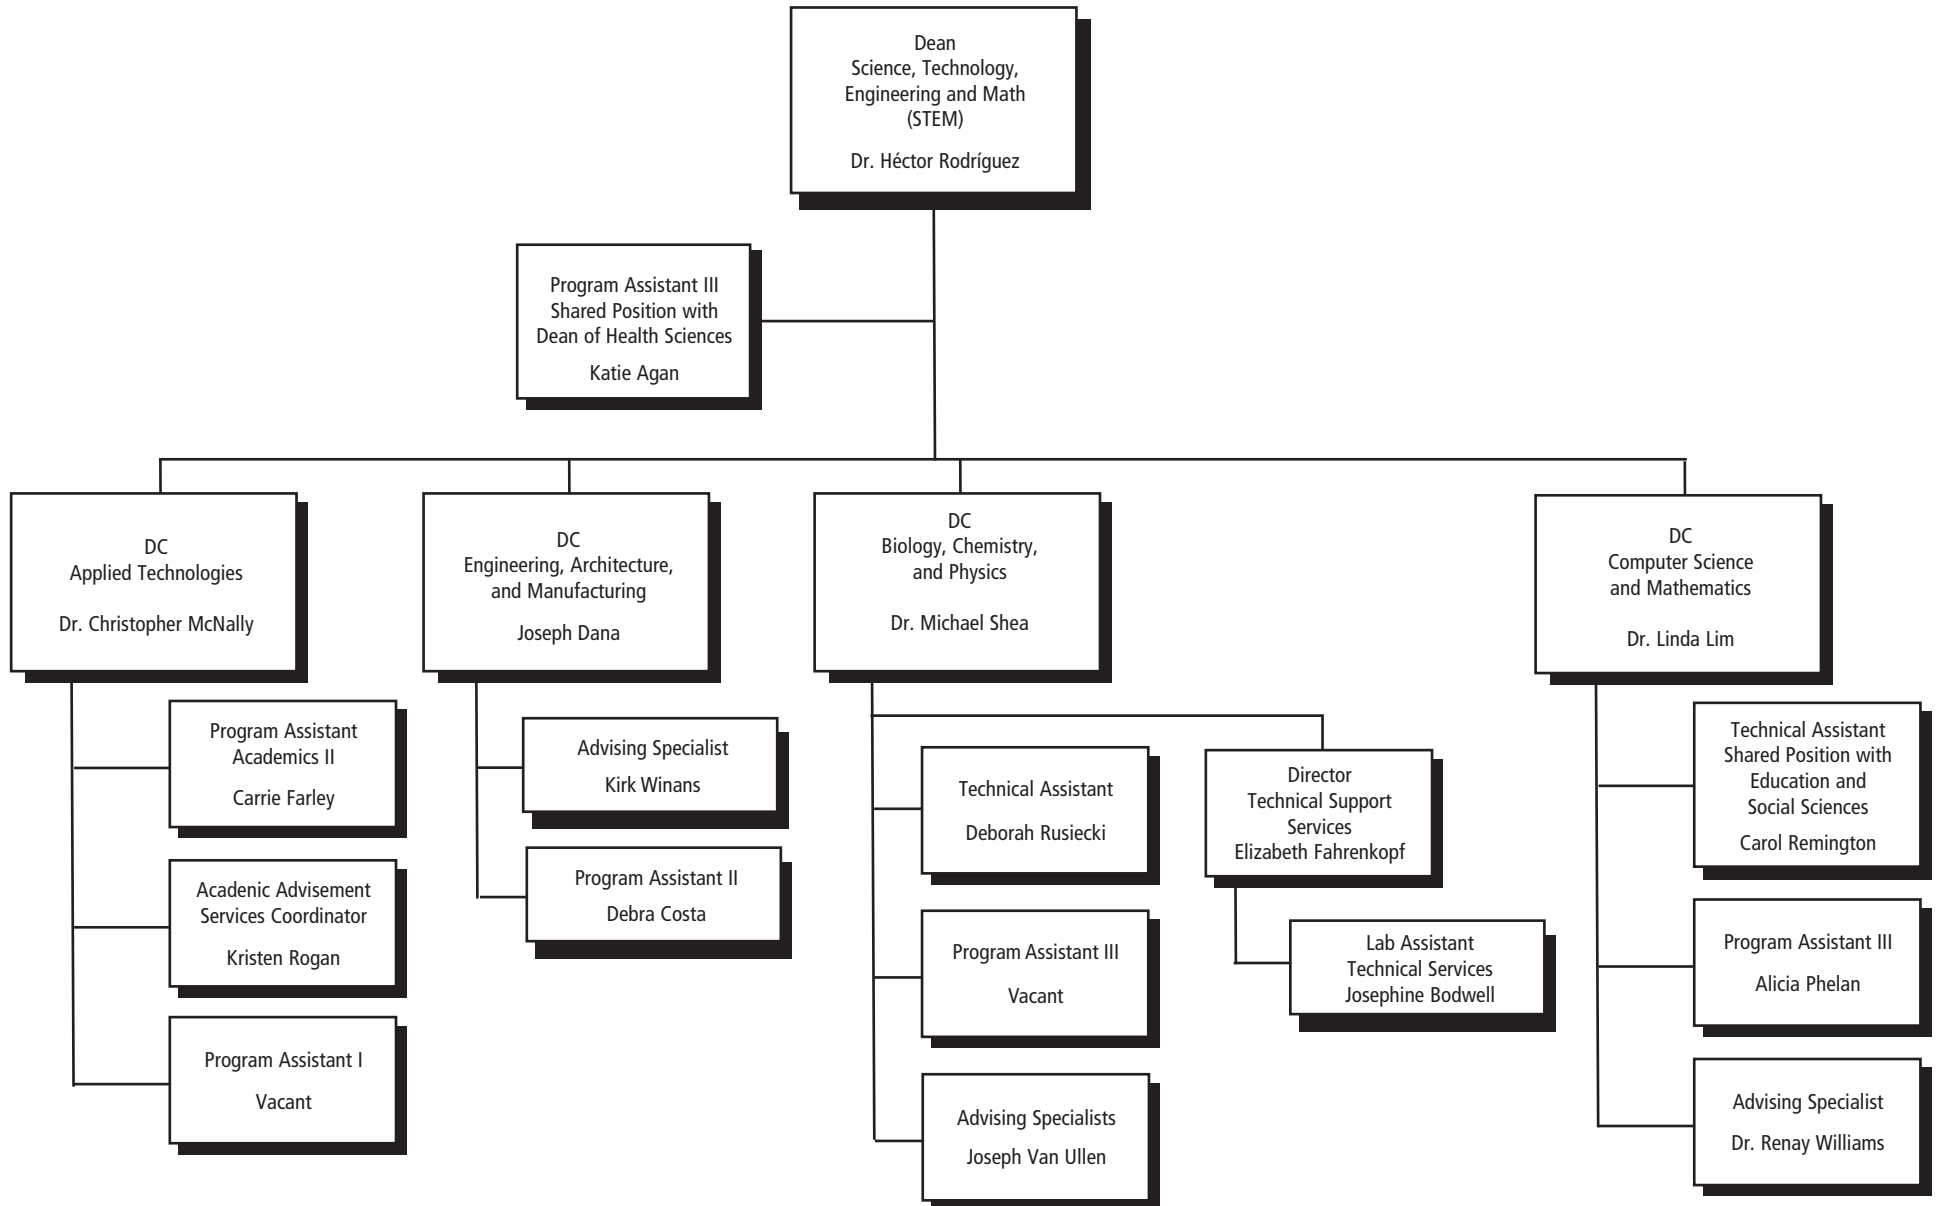 Dean
Science, Technology,
Engineering and Math
(STEM)
Dr. Héctor Rodríguez
Program Assistant III
Shared Position with
Dean of Health Sciences
Katie Agan
DC
Applied Technologies
Dr. Christopher McNally
DC
Engineering, Architecture,
and Manufacturing
Joseph Dana
DC
Biology, Chemistry,
and Physics
Dr. Michael Shea
DC
Computer Science
and Mathematics
Dr. Linda Lim
Program Assistant
Academics II
Carrie Farley
Acadenic Advisement
Services Coordinator
Kristen Rogan
Program Assistant I
Vacant
Advising Specialist
Kirk Winans
Program Assistant II
Debra Costa
Technical Assistant
Deborah Rusiecki
Program Assistant III
Vacant
Advising Specialists
Joseph Van Ullen
Director
Technical Support
Services
Elizabeth Fahrenkopf
Lab Assistant
Technical Services
Josephine Bodwell
Technical Assistant
Shared Position with
Education and
Social Sciences
Carol Remington
Program Assistant III
Alicia Phelan
Advising Specialist
Dr. Renay Williams